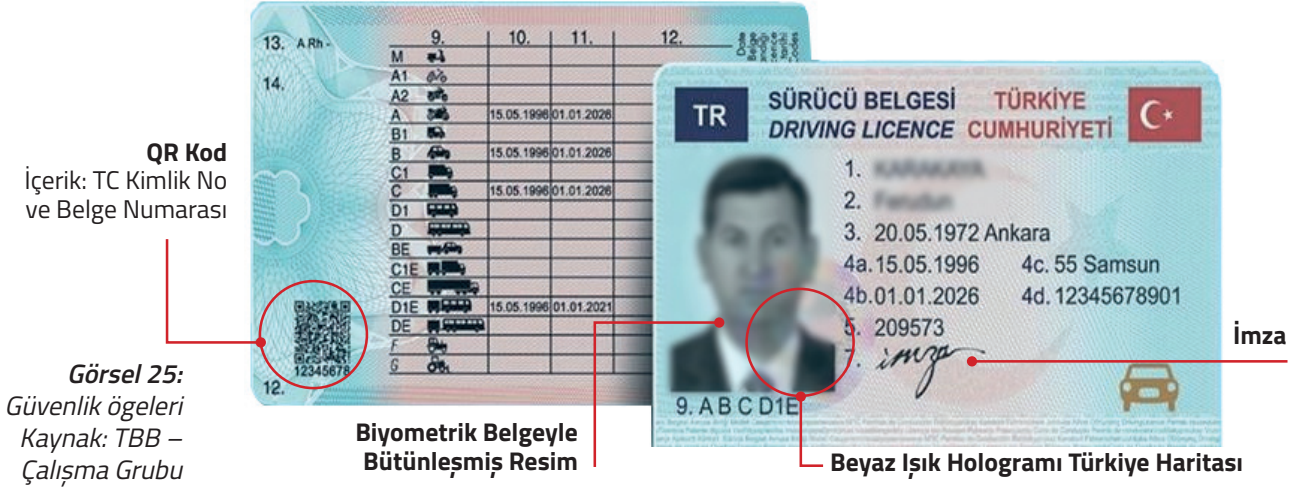 13. A Rh -
14.
9. 10. 11. 12.
M
A1
A2
A 15.05.1996 01.01.2026
B1
B 15.05.1996 01.01.2026
C1
C 15.05.1996 01.01.2026
D1
D
BE
C1E
CE
D1E 15.05.1996 01.01.2021
DE
F
G
12345678
12.
TR
SÜRÜCÜ BELGESİ TÜRKİYE
DRIVING LICENCE CUMHURİYETİ
1.
2.
3. 20.05.1972 Ankara
4a. 15.05.1996 4c. 55 Samsun
4b. 01.01.2026 4d. 12345678901
5. 209573
7. imza
9. A B C D1E
QR Kod
İçerik: TC Kimlik No
ve Belge Numarası
Görsel 25:
Güvenlik ögeleri
Kaynak: TBB –
Çalışma Grubu
Biyometrik Belgeyle
Bütünleşmiş Resim
Beyaz Işık Hologramı Türkiye Haritası
İmza